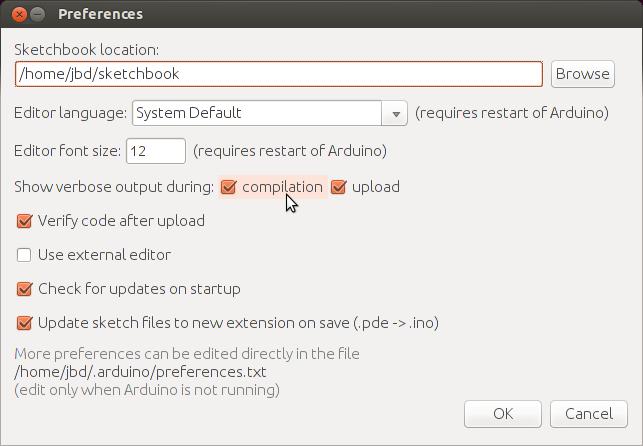 Preferences
Sketchbook location:
/home/jbd/sketchbook
Browse
Editor language: System Default (requires restart of Arduino)
Editor font size: 12 (requires restart of Arduino)
Show verbose output during: compilation upload
Verify code after upload
Use external editor
Check for updates on startup
Update sketch files to new extension on save (.pde -> .ino)
More preferences can be edited directly in the file
/home/jbd/.arduino/preferences.txt
(edit only when Arduino is not running)
OK Cancel